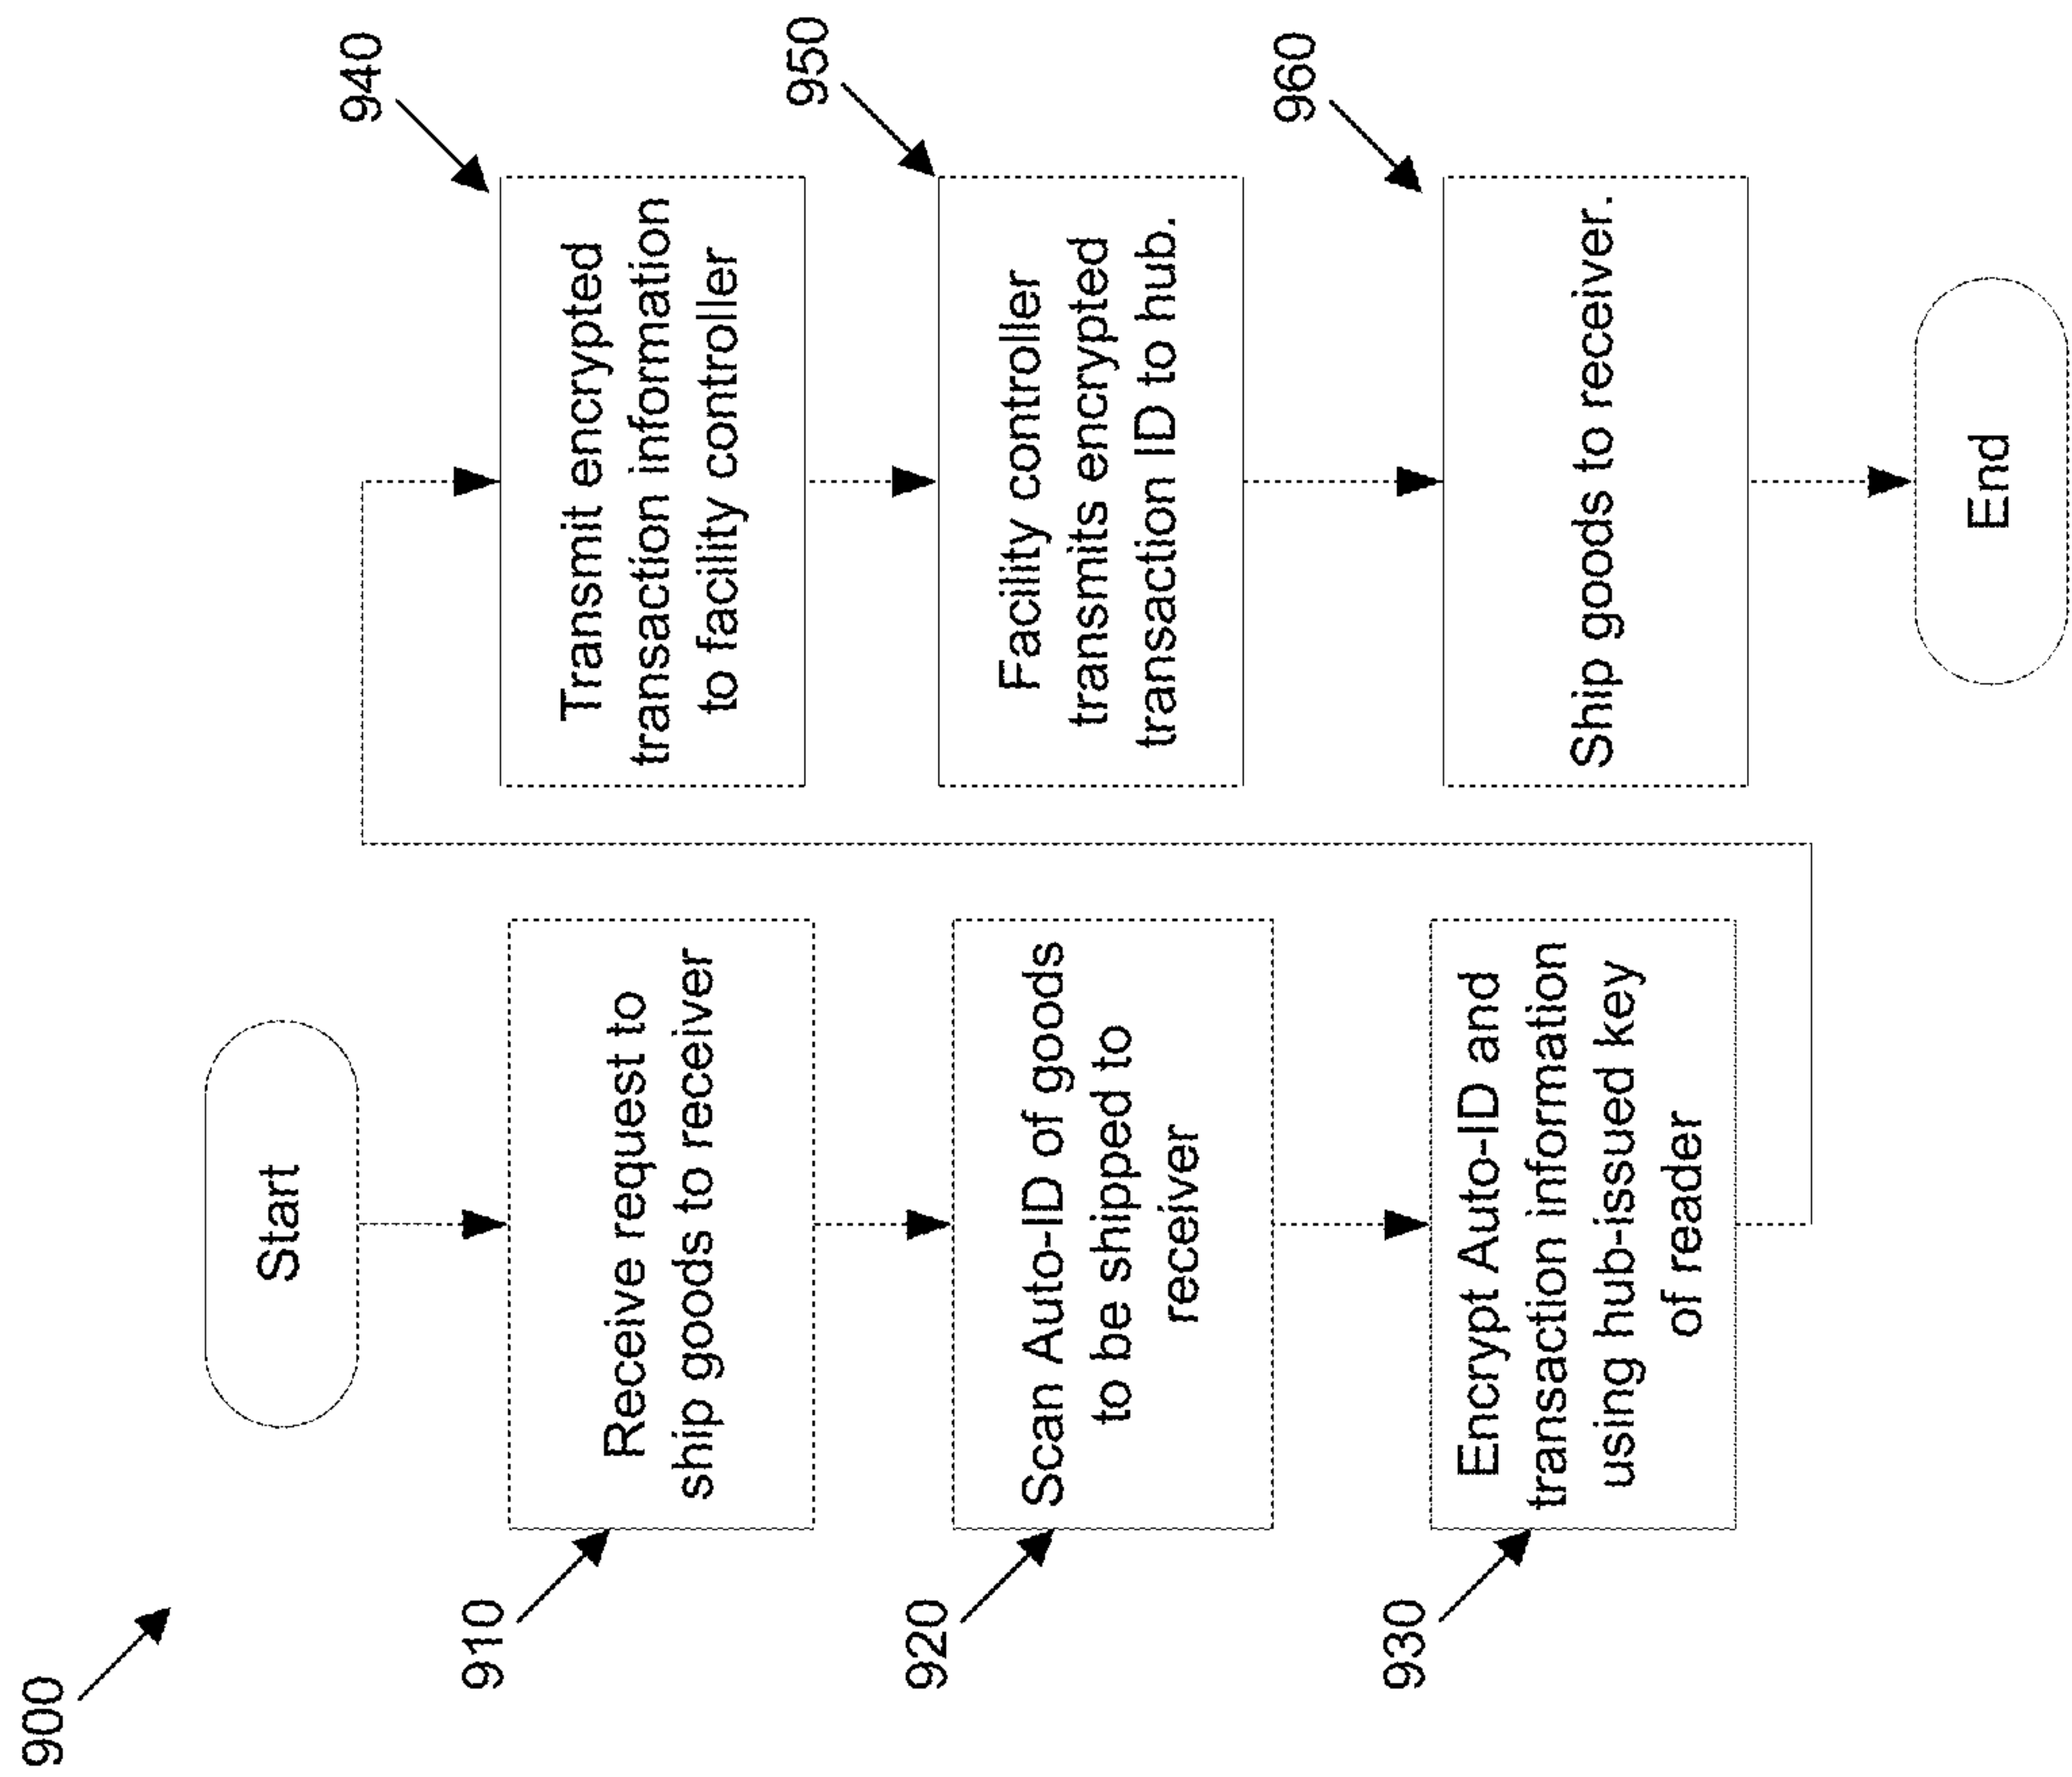 900
Start
910
Receive request to
ship goods to receiver
920
Scan Auto-ID of goods
to be shipped to
receiver
930
Encrypt Auto-ID and
transaction information
using hub-issued key
of reader
940
Transmit encrypted
transaction information
to facility controller
950
Facility controller
transmits encrypted
transaction ID to hub.
960
Ship goods to receiver.
End